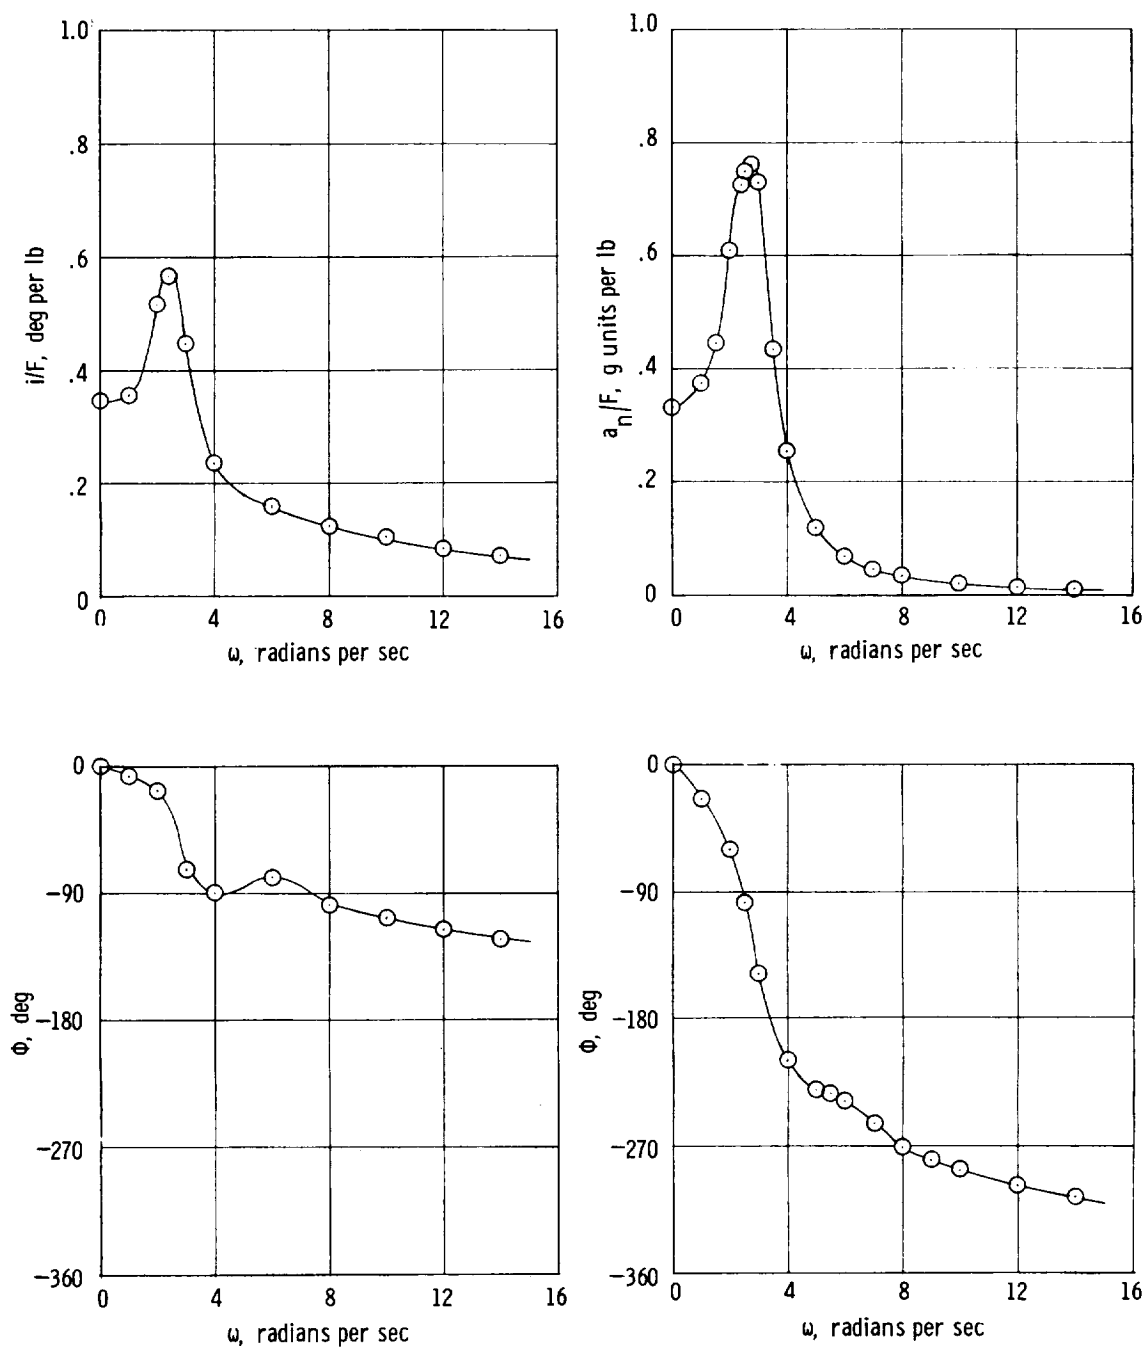 1.0
.8
.6
.4
.2
0
i/F, deg per lb
0 4 8 12 16
ω, radians per sec
1.0
.8
.6
.4
.2
0
an/F, g units per lb
0 4 8 12 16
ω, radians per sec
0
−90
−180
−270
−360
Φ, deg
0 4 8 12 16
ω, radians per sec
0
−90
−180
−270
−360
Φ, deg
0 4 8 12 16
ω, radians per sec